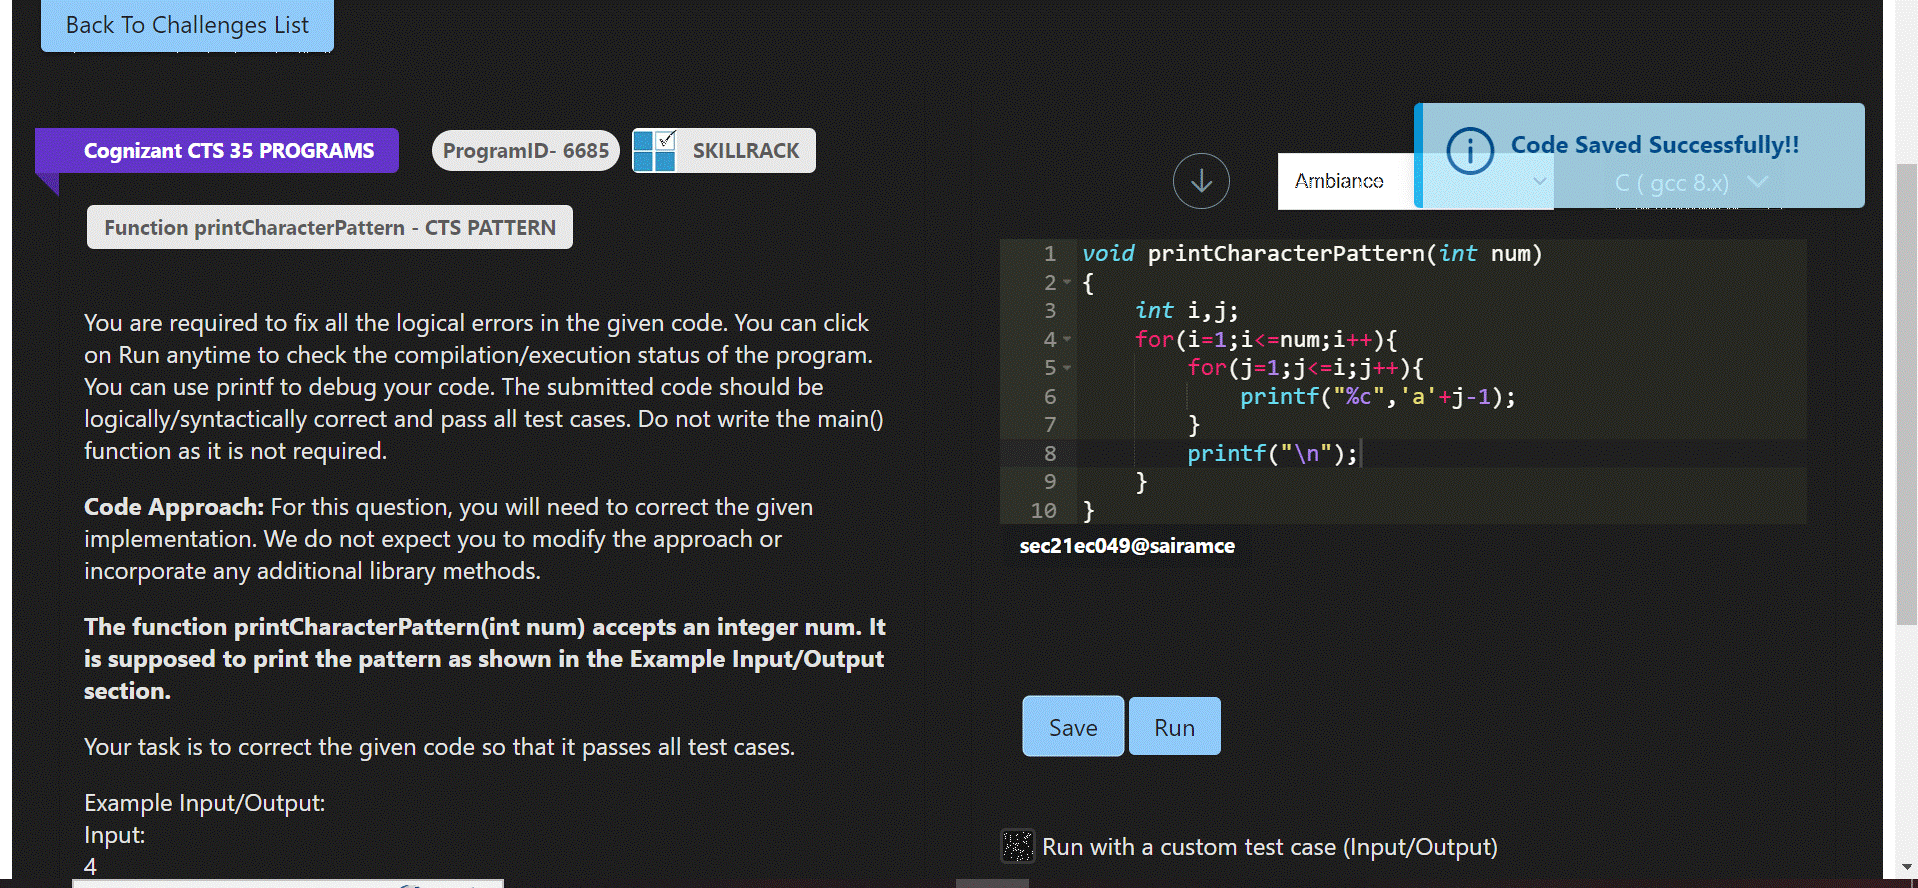 Back To Challenges List
Cognizant CTS 35 PROGRAMS
ProgramID- 6685
SKILLRACK
Function printCharacterPattern - CTS PATTERN
You are required to fix all the logical errors in the given code. You can click
on Run anytime to check the compilation/execution status of the program.
You can use printf to debug your code. The submitted code should be
logically/syntactically correct and pass all test cases. Do not write the main()
function as it is not required.
Code Approach: For this question, you will need to correct the given
implementation. We do not expect you to modify the approach or
incorporate any additional library methods.
The function printCharacterPattern(int num) accepts an integer num. It
is supposed to print the pattern as shown in the Example Input/Output
section.
Your task is to correct the given code so that it passes all test cases.
Example Input/Output:
Input:
4
Ambiance
Code Saved Successfully!!
C ( gcc 8.x)
1 void printCharacterPattern(int num)
2 {
3 int i,j;
4 for(i=1;i<=num;i++){
5 for(j=1;j<=i;j++){
6 printf("%c",'a'+j-1);
7 }
8 printf("\n");
9 }
10 }
sec21ec049@sairamce
Save
Run
Run with a custom test case (Input/Output)